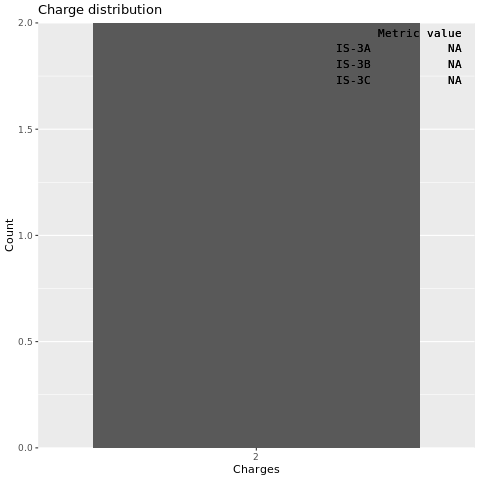 Charge distribution
Metric value
IS-3A NA
IS-3B NA
IS-3C NA
2.0
1.5
1.0
0.5
0.0
Count
2
Charges